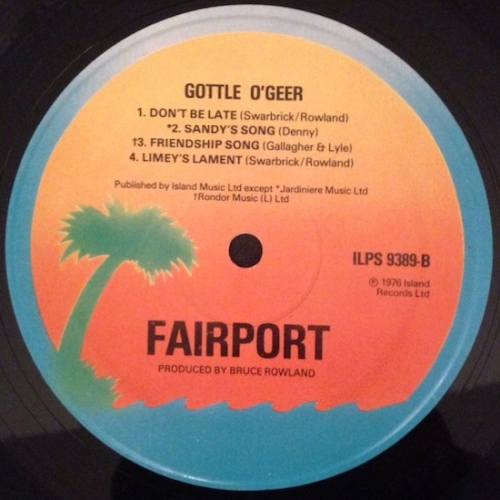 GOTTLE O'GEER
1. DON'T BE LATE (Swarbrick/Rowland)
*2. SANDY'S SONG (Denny)
†3. FRIENDSHIP SONG (Gallagher & Lyle)
4. LIMEY'S LAMENT (Swarbrick/Rowland)
Published by Island Music Ltd except *Jardiniere Music Ltd
†Rondor Music (L) Ltd
ILPS 9389-B
℗ 1976 Island
Records Ltd
FAIRPORT
PRODUCED BY BRUCE ROWLAND